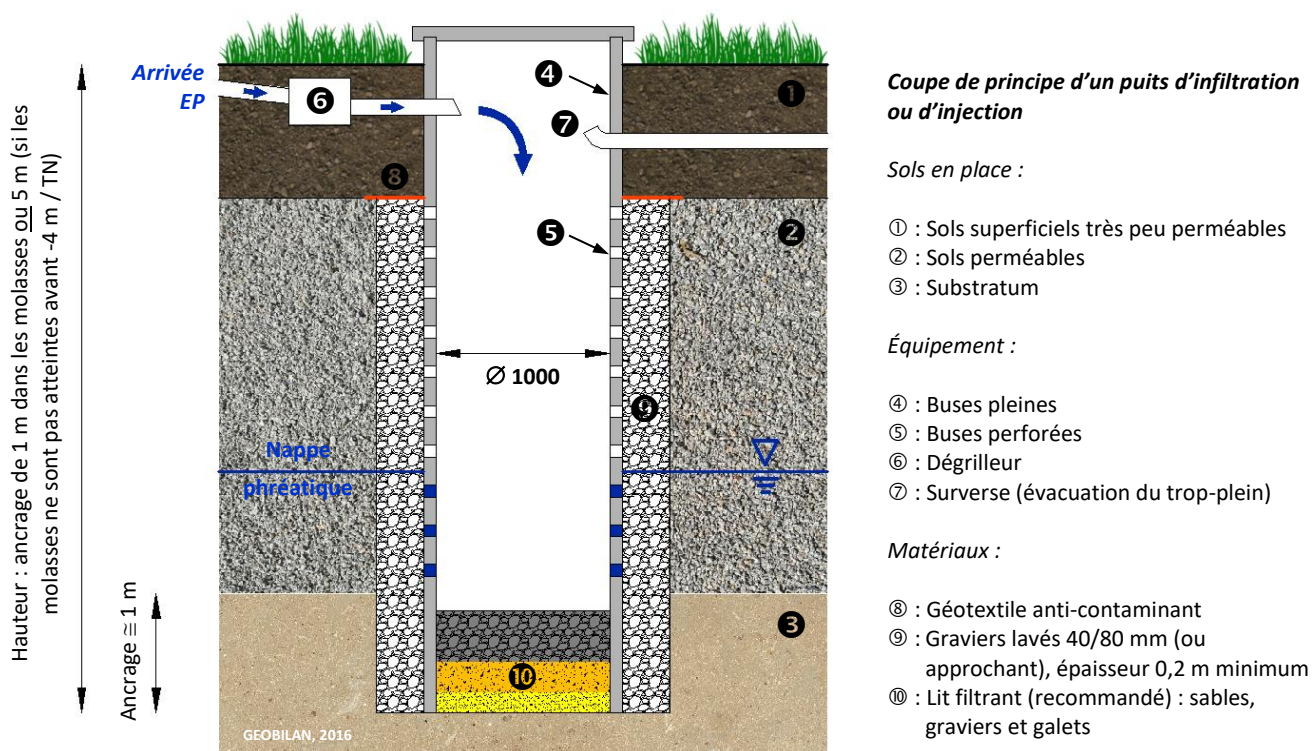 Hauteur : ancrage de 1 m dans les molasses ou 5 m (si les
molasses ne sont pas atteintes avant -4 m / TN)
Ancrage ≅ 1 m
Arrivée
EP
❻
❹
❼
❶
❽
❷
❺
Ø 1000
❾
Nappe
phréatique
❸
❿
GEOBILAN, 2016
Coupe de principe d’un puits d’infiltration
ou d’injection
Sols en place :
① : Sols superficiels très peu perméables
② : Sols perméables
③ : Substratum
Équipement :
④ : Buses pleines
⑤ : Buses perforées
⑥ : Dégrilleur
⑦ : Surverse (évacuation du trop-plein)
Matériaux :
⑧ : Géotextile anti-contaminant
⑨ : Graviers lavés 40/80 mm (ou
approchant), épaisseur 0,2 m minimum
⑩ : Lit filtrant (recommandé) : sables,
graviers et galets